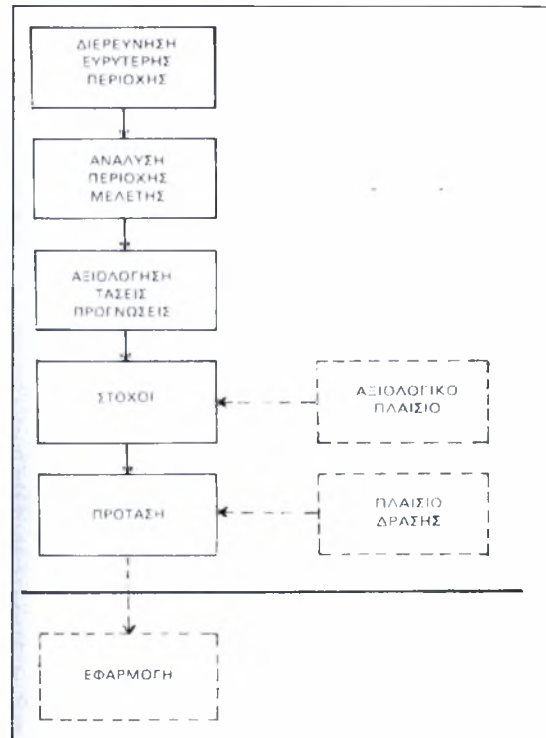 ΔΙΕΡΕΥΝΗΣΗ
ΕΥΡΥΤΕΡΗΣ
ΠΕΡΙΟΧΗΣ
ΑΝΑΛΥΣΗ
ΠΕΡΙΟΧΗΣ
ΜΕΛΕΤΗΣ
ΑΞΙΟΛΟΓΗΣΗ
ΤΑΣΕΙΣ
ΠΡΟΓΝΩΣΕΙΣ
ΣΤΟΧΟΙ
ΑΞΙΟΛΟΓΙΚΟ
ΠΛΑΙΣΙΟ
ΠΡΟΤΑΣΗ
ΠΛΑΙΣΙΟ
ΔΡΑΣΗΣ
ΕΦΑΡΜΟΓΗ